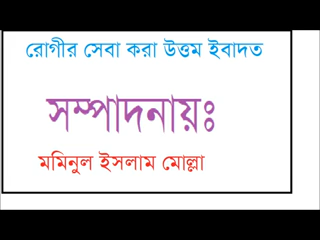 রোগীর সেবা করা উত্তম ইবাদত
সম্পাদনায়ঃ
মমিনুল ইসলাম মোল্লা